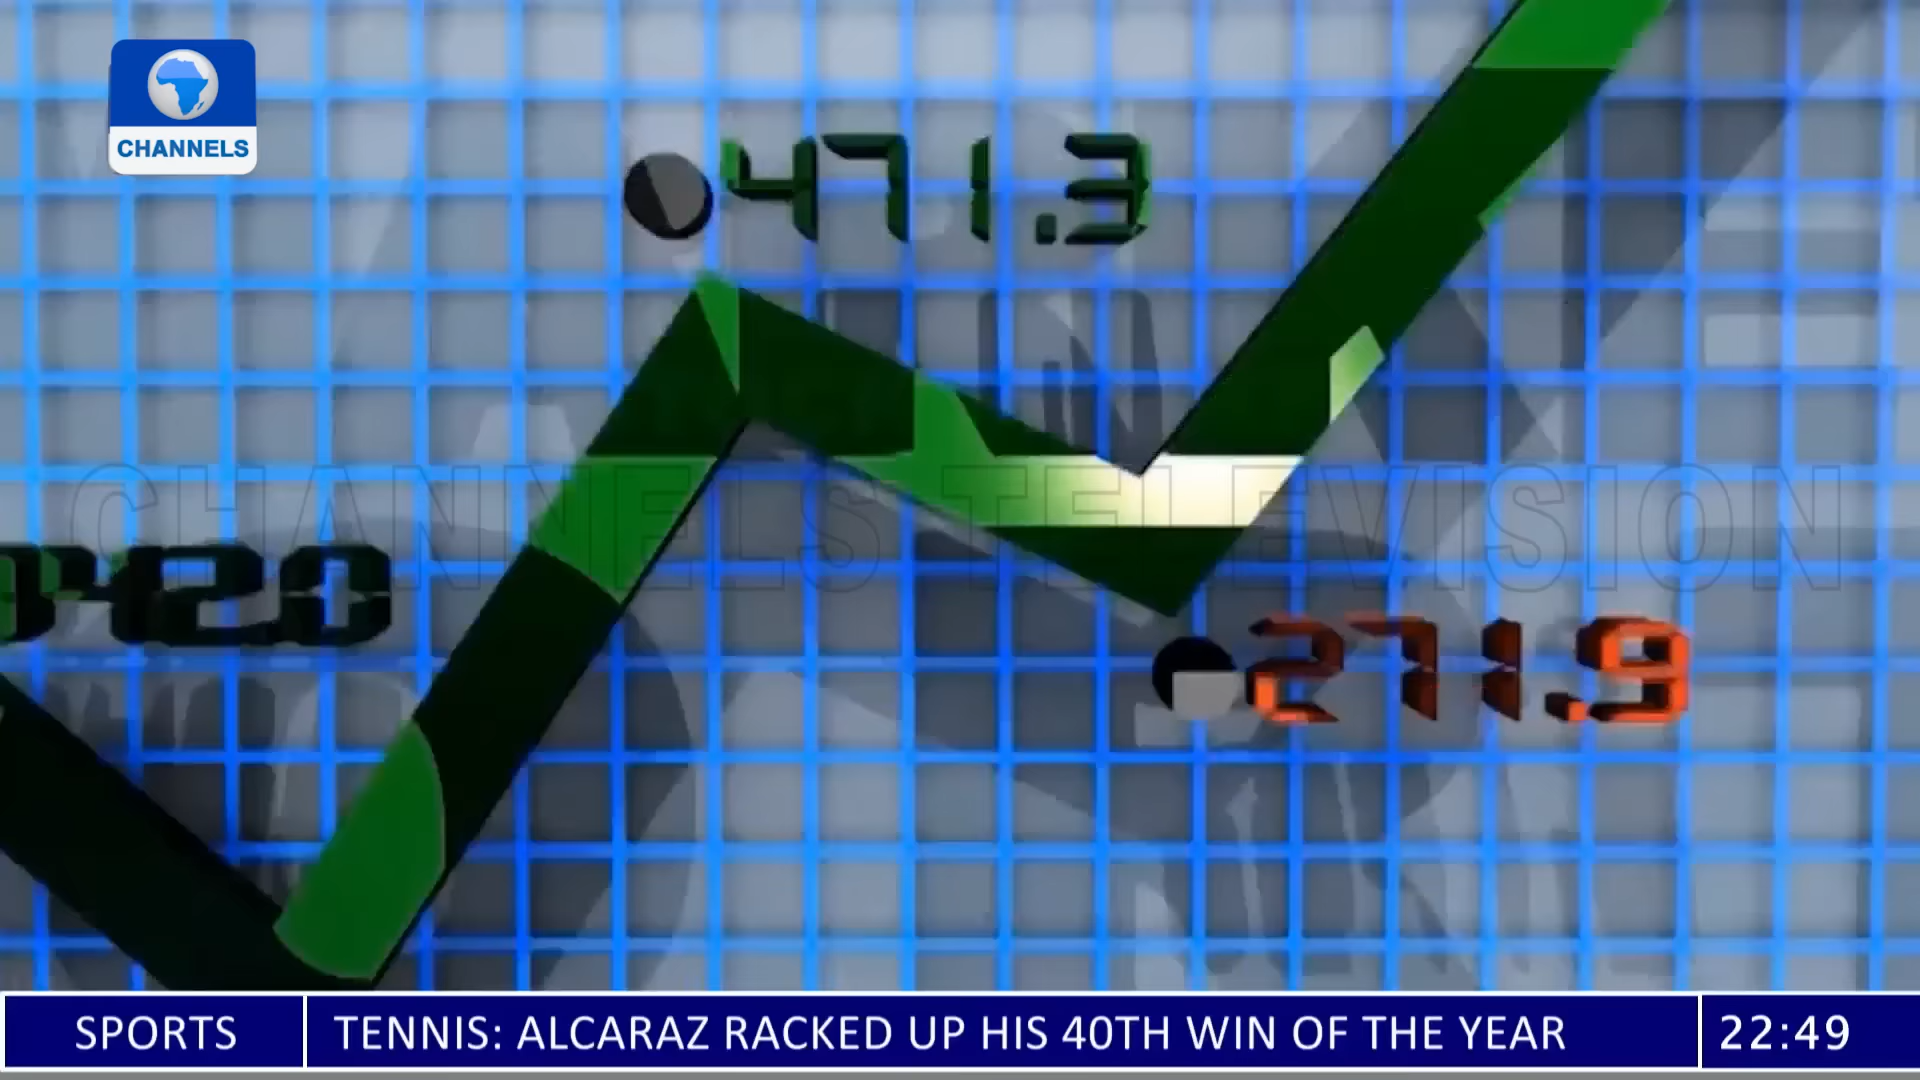 CHANNELS
471.3
CHANNELS TELEVISION
271.9
SPORTS
TENNIS: ALCARAZ RACKED UP HIS 40TH WIN OF THE YEAR
22:49